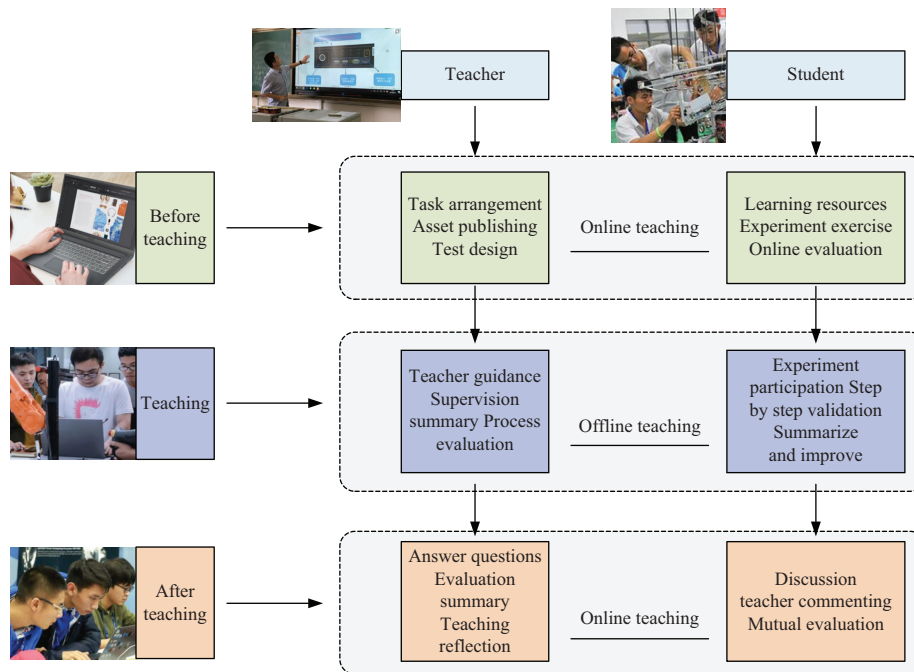 Teacher
Student
Before
teaching
Task arrangement
Asset publishing
Test design
Online teaching
Learning resources
Experiment exercise
Online evaluation
Teaching
Teacher guidance
Supervision
summary Process
evaluation
Offline teaching
Experiment
participation Step
by step validation
Summarize
and improve
After
teaching
Answer questions
Evaluation
summary
Teaching
reflection
Online teaching
Discussion
teacher commenting
Mutual evaluation